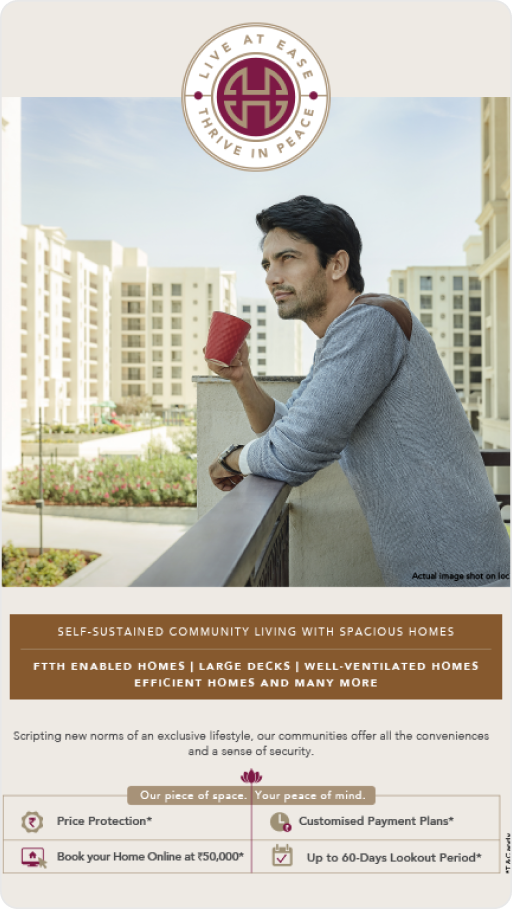 LIVE AT EASE
THRIVE IN PEACE
Actual image shot on loc
SELF-SUSTAINED COMMUNITY LIVING WITH SPACIOUS HOMES
FTTH ENABLED HOMES | LARGE DECKS | WELL-VENTILATED HOMES
EFFICIENT HOMES AND MANY MORE
Scripting new norms of an exclusive lifestyle, our communities offer all the conveniences
and a sense of security.
Our piece of space. Your peace of mind.
Price Protection*
Customised Payment Plans*
Book your Home Online at ₹50,000*
Up to 60-Days Lookout Period*